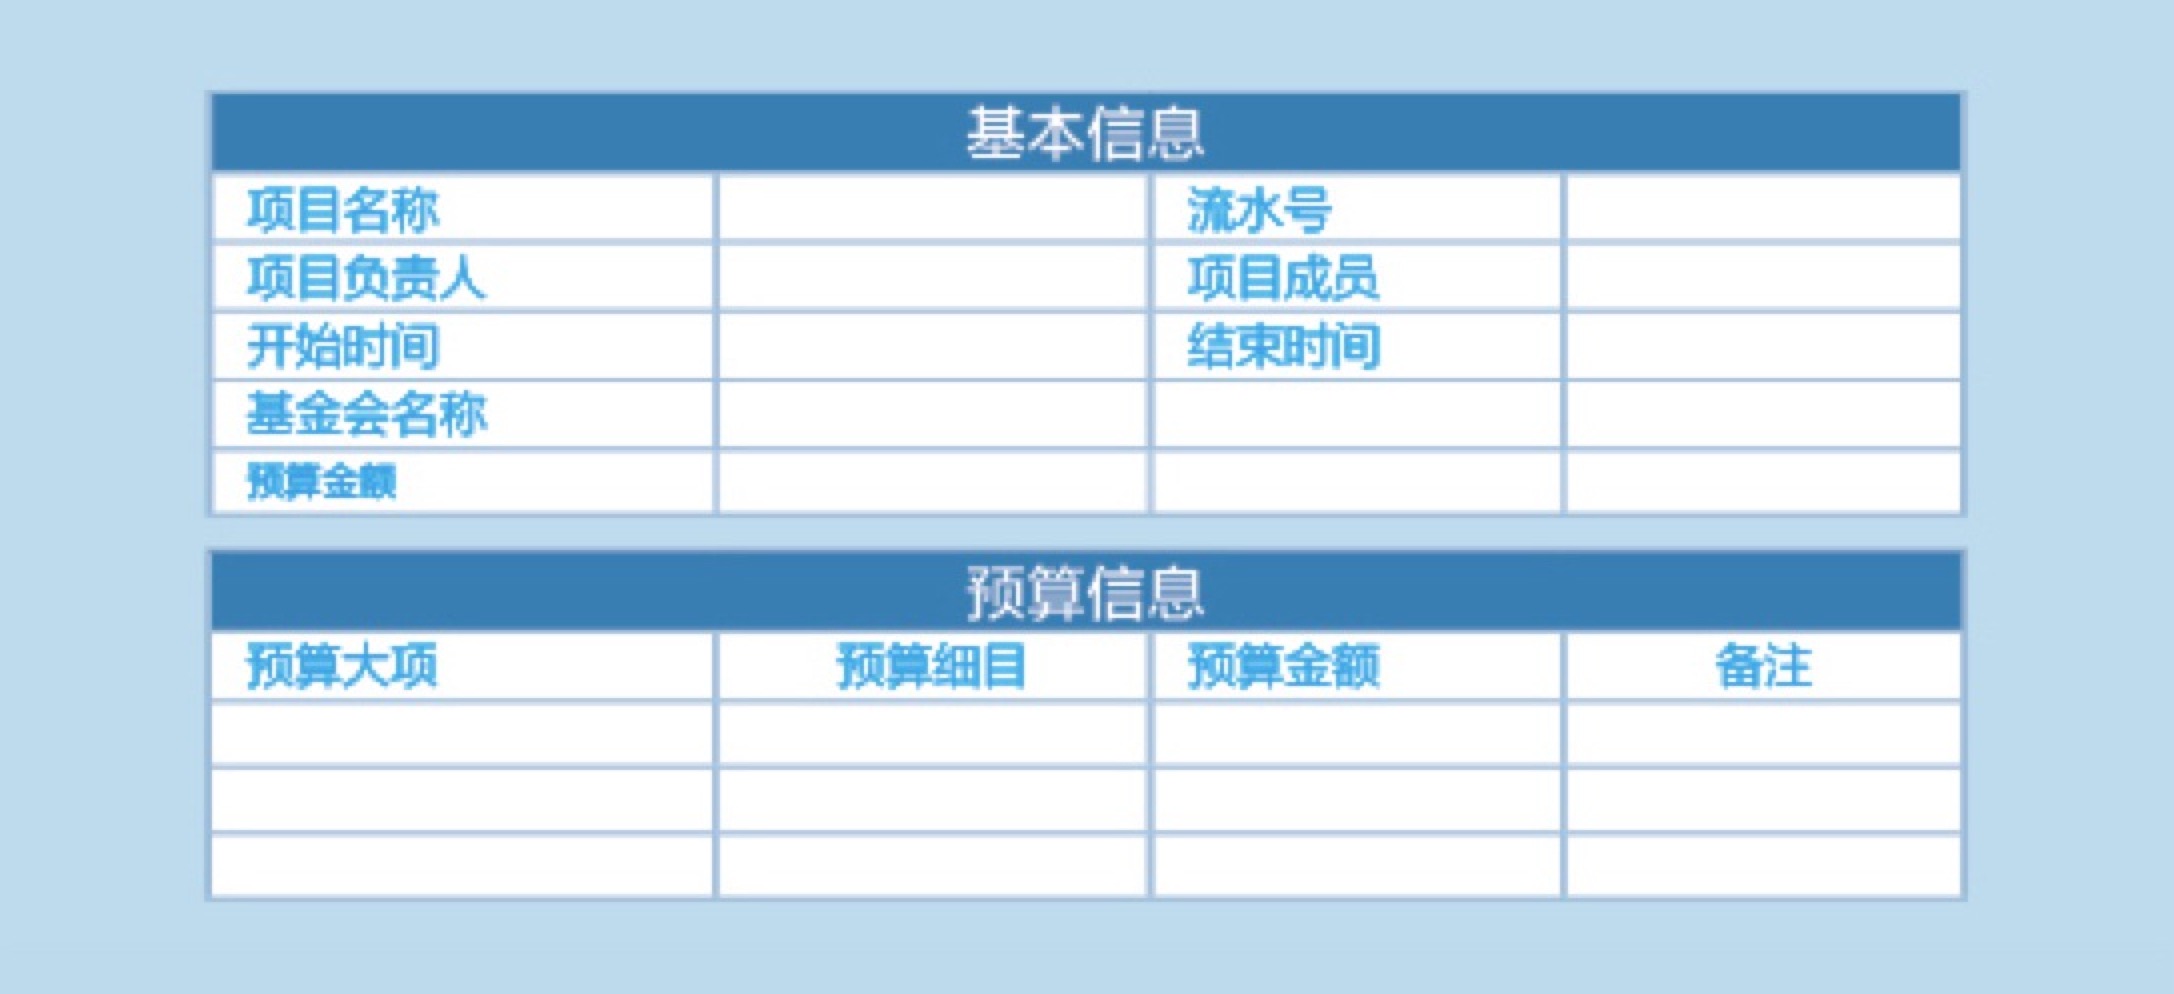 基本信息
项目名称 流水号
项目负责人 项目成员
开始时间 结束时间
基金会名称
预算金额
预算信息
预算大项 预算细目 预算金额 备注